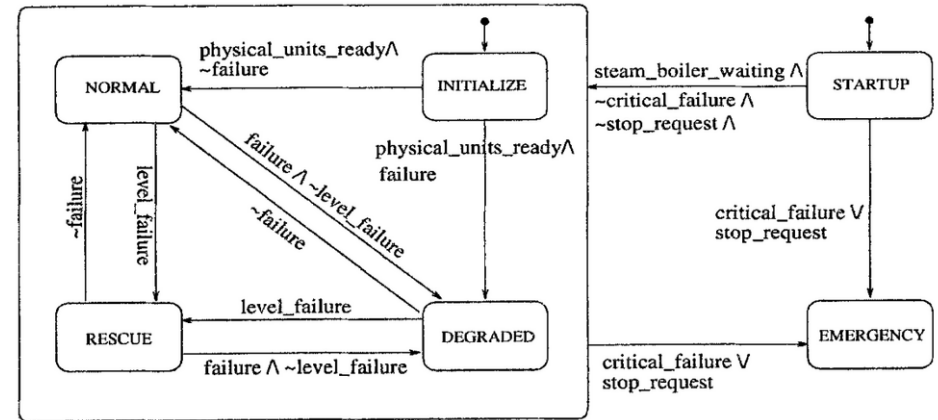 physical_units_ready∧
~failure
NORMAL
INITIALIZE
steam_boiler_waiting ∧
~critical_failure ∧
~stop_request ∧
STARTUP
physical_units_ready∧
failure
failure ∧ ~level_failure
~failure
~failure
level_failure
critical_failure ∨
stop_request
level_failure
RESCUE
DEGRADED
EMERGENCY
failure ∧ ~level_failure
critical_failure ∨
stop_request